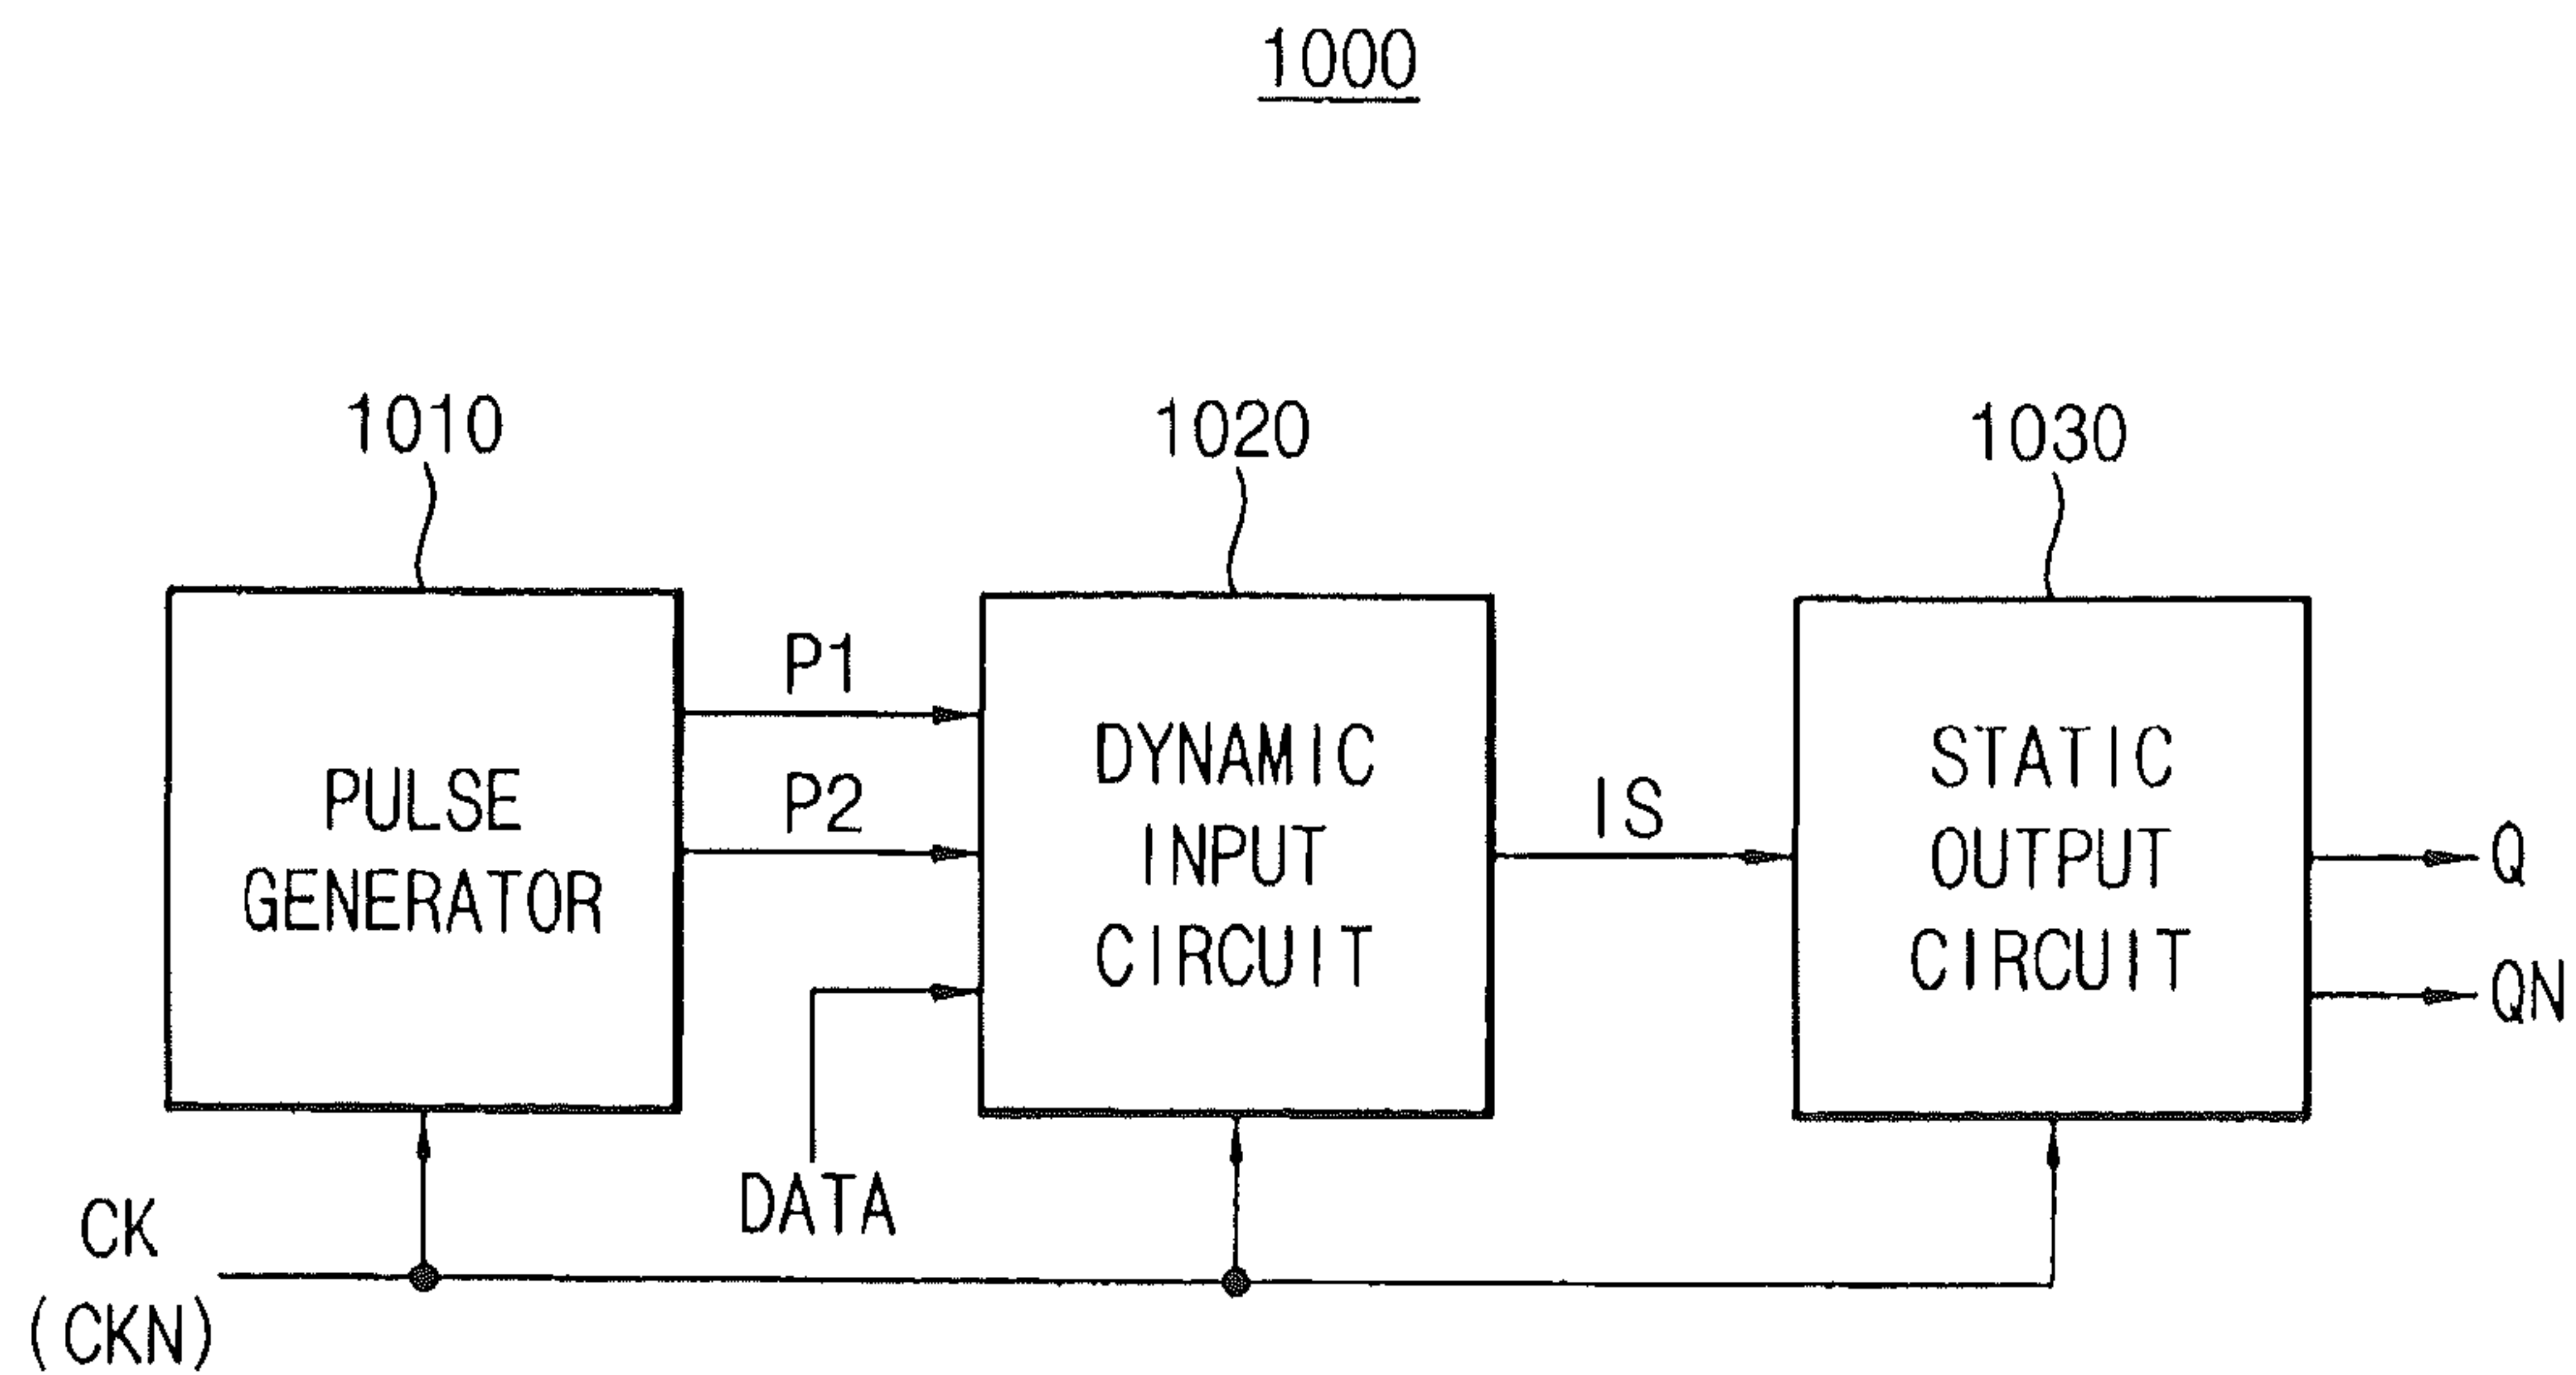 1000
1010
1020
1030
PULSE
GENERATOR
P1
P2
DATA
DYNAMIC
INPUT
CIRCUIT
IS
STATIC
OUTPUT
CIRCUIT
Q
QN
CK
(CKN)